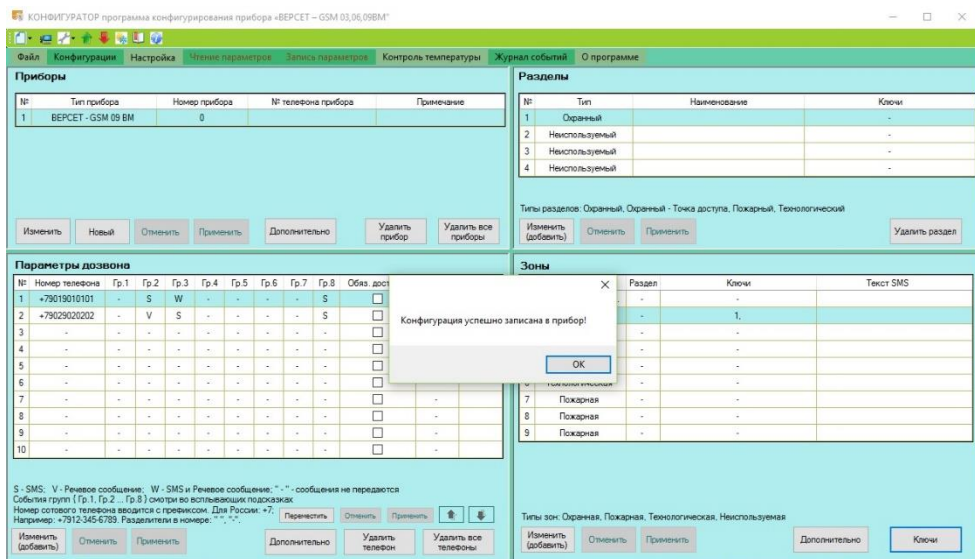 КОНФИГУРАТОР программа конфигурирования прибора «ВЕРСЕТ – GSM 03,06,09ВМ"
Файл Конфигурации Настройка Чтение параметров Запись параметров Контроль температуры Журнал событий О программе
Приборы
№ Тип прибора Номер прибора № телефона прибора Примечание
1 ВЕРСЕТ - GSM 09 ВМ 0
Изменить Новый Отменить Применить Дополнительно Удалить прибор Удалить все приборы
Разделы
№ Тип Наименование Ключи
1 Охранный -
2 Неиспользуемый -
3 Неиспользуемый -
4 Неиспользуемый -
Типы разделов: Охранный, Охранный - Точка доступа, Пожарный, Технологический
Изменить (добавить) Отменить Применить Удалить раздел
Параметры дозвона
№ Номер телефона Гр.1 Гр.2 Гр.3 Гр.4 Гр.5 Гр.6 Гр.7 Гр.8 Обяз. дост
1 +79019010101 - S W - - - - S
2 +79029020202 - V S - - - - S
3 - - - - - - - - -
4 - - - - - - - - -
5 - - - - - - - - -
6 - - - - - - - - -
7 - - - - - - - - - -
8 - - - - - - - - - -
9 - - - - - - - - - -
10 - - - - - - - - - -
S - SMS; V - Речевое сообщение; W - SMS и Речевое сообщение; " - " - сообщения не передаются
События групп { Гр.1, Гр.2 ... Гр.8 } смотри во всплывающих подсказках
Номер сотового телефона вводится с префиксом. Для России: +7;
Например: +7912-345-6789. Разделители в номере: " ", "-".
Переместить Отменить Применить
Изменить (добавить) Отменить Применить Дополнительно Удалить телефон Удалить все телефоны
Конфигурация успешно записана в прибор!
OK
Зоны
Раздел Ключи Текст SMS
- -
- 1,
-
-
-
6 Технологическая - -
7 Пожарная - -
8 Пожарная - -
9 Пожарная - -
Типы зон: Охранная, Пожарная, Технологическая, Неиспользуемая
Изменить (добавить) Отменить Применить Дополнительно Ключи